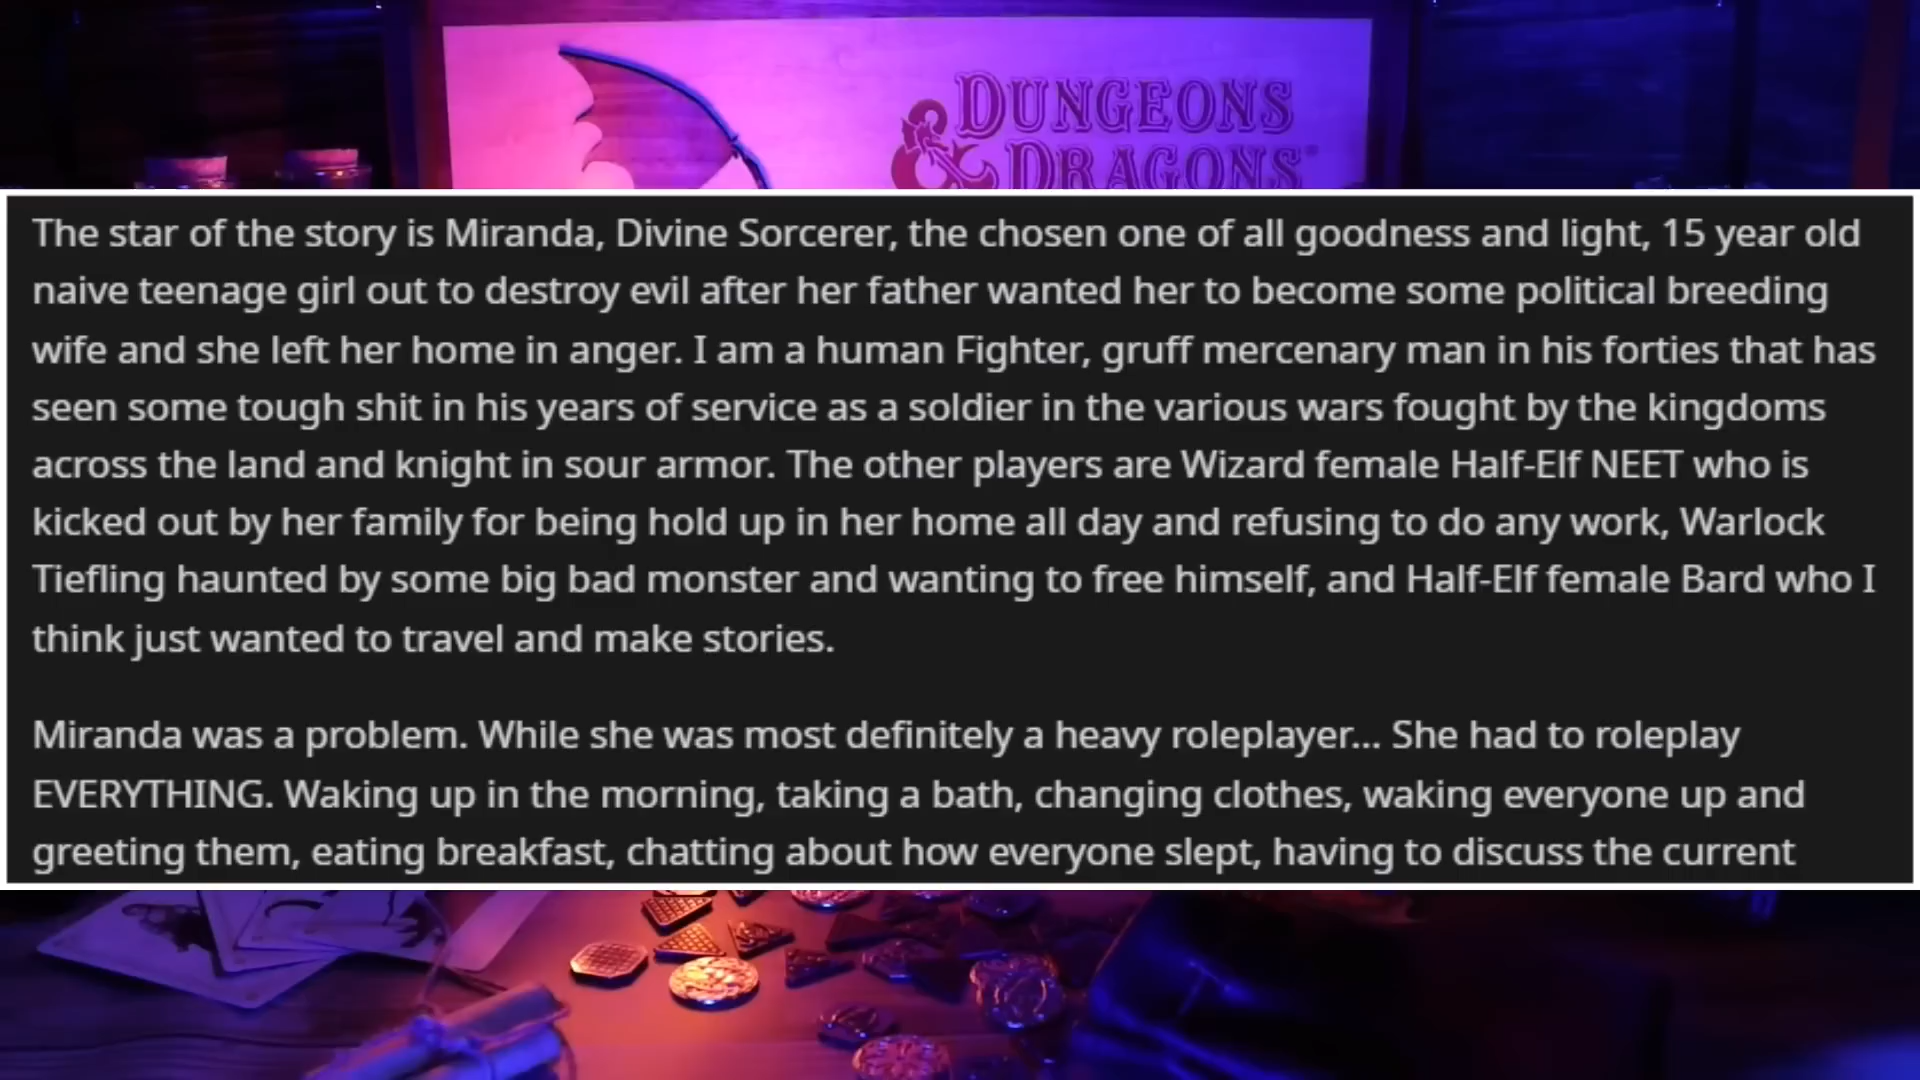 DUNGEONS
& DRAGONS
The star of the story is Miranda, Divine Sorcerer, the chosen one of all goodness and light, 15 year old
naive teenage girl out to destroy evil after her father wanted her to become some political breeding
wife and she left her home in anger. I am a human Fighter, gruff mercenary man in his forties that has
seen some tough shit in his years of service as a soldier in the various wars fought by the kingdoms
across the land and knight in sour armor. The other players are Wizard female Half-Elf NEET who is
kicked out by her family for being hold up in her home all day and refusing to do any work, Warlock
Tiefling haunted by some big bad monster and wanting to free himself, and Half-Elf female Bard who I
think just wanted to travel and make stories.
Miranda was a problem. While she was most definitely a heavy roleplayer... She had to roleplay
EVERYTHING. Waking up in the morning, taking a bath, changing clothes, waking everyone up and
greeting them, eating breakfast, chatting about how everyone slept, having to discuss the current